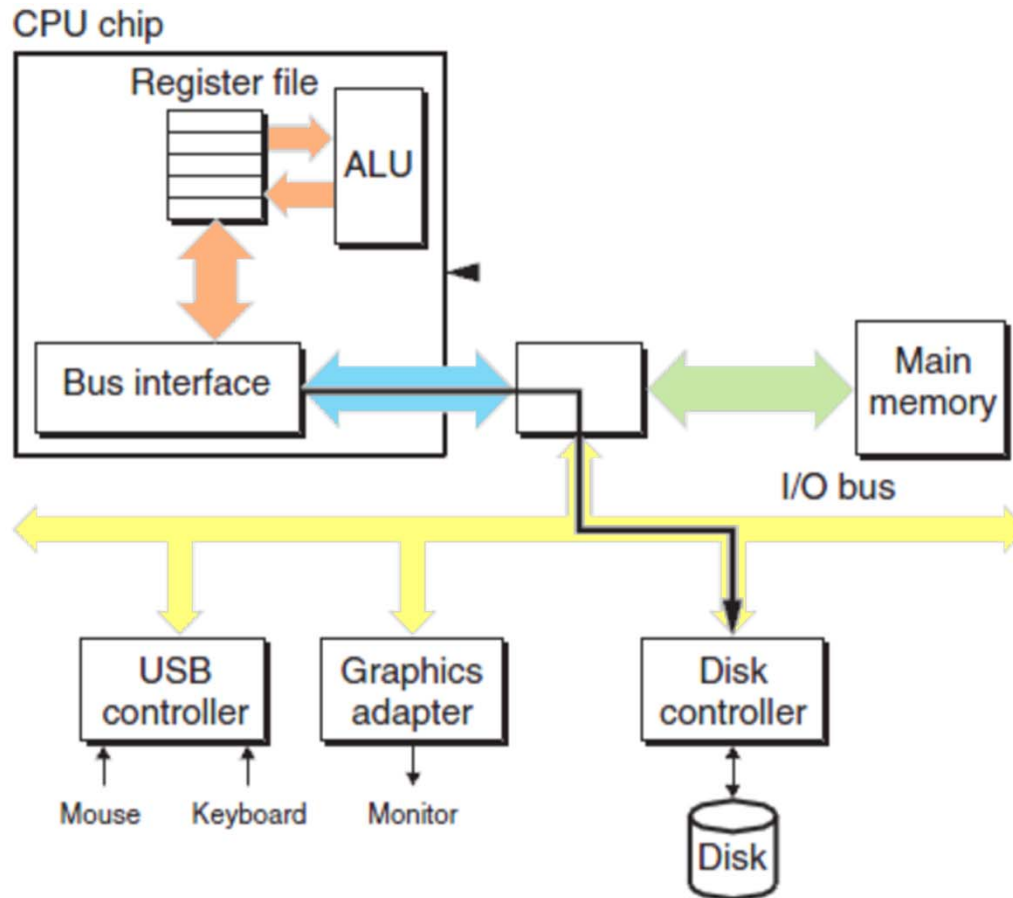 CPU chip
Register file
ALU
Bus interface
Main
memory
I/O bus
USB
controller
Graphics
adapter
Disk
controller
Mouse
Keyboard
Monitor
Disk